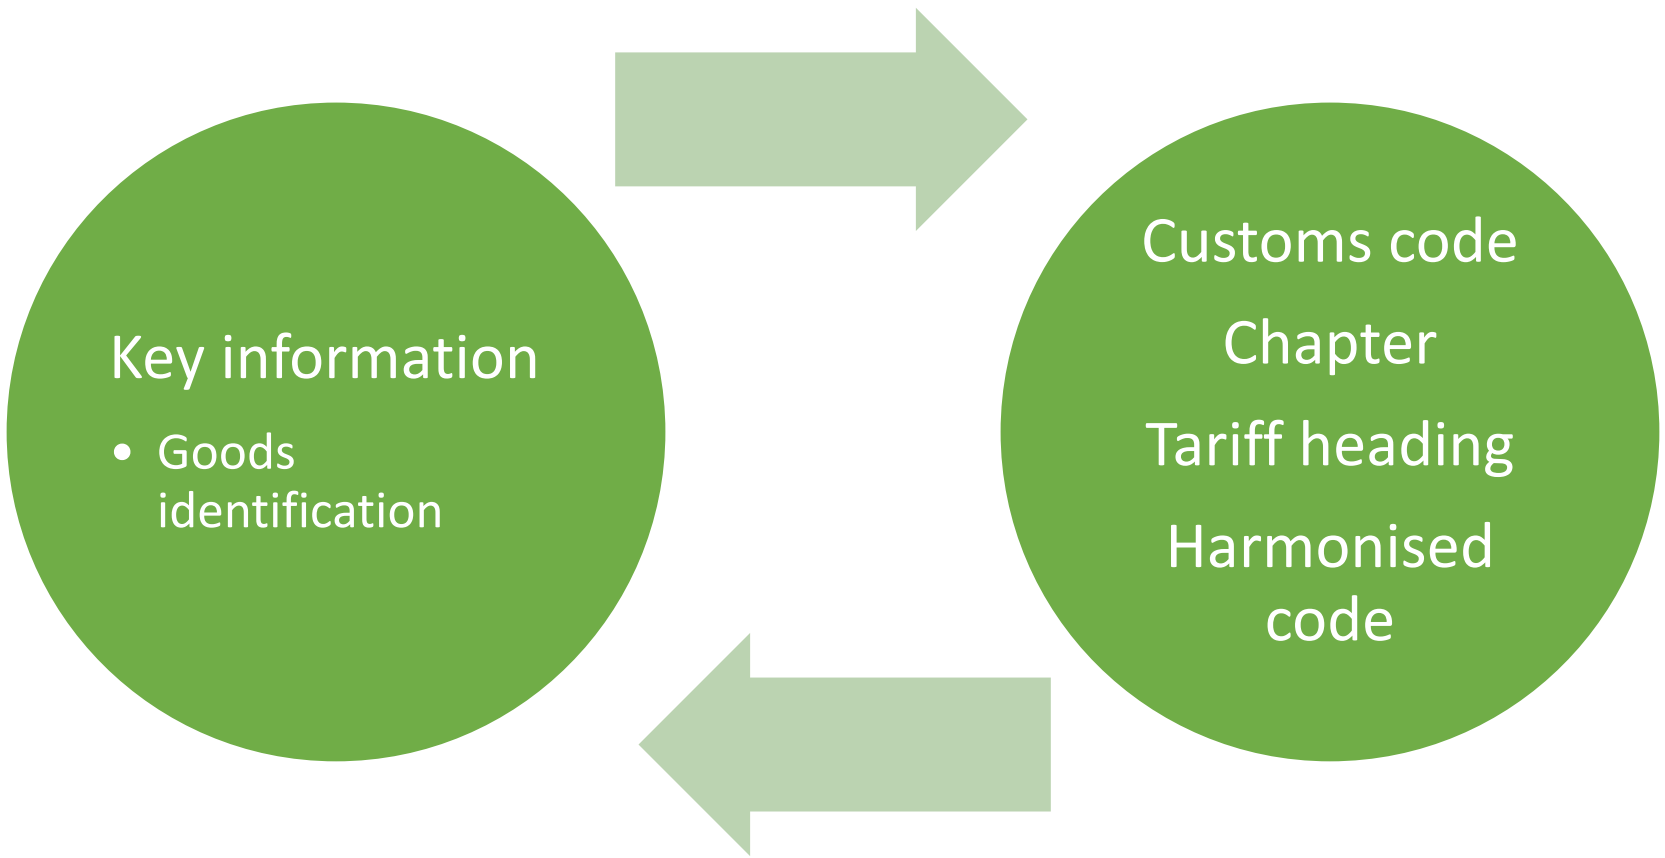 Key information
• Goods
identification
Customs code
Chapter
Tariff heading
Harmonised
code